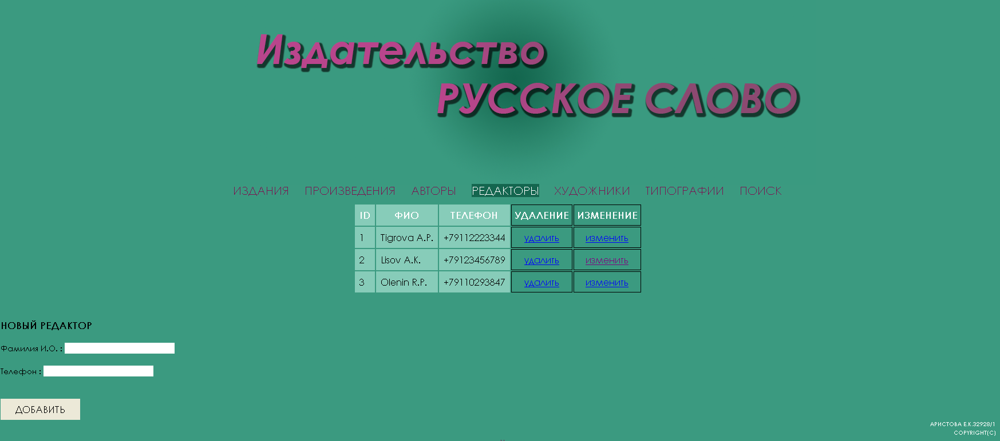 Издательство
РУССКОЕ СЛОВО
ИЗДАНИЯ ПРОИЗВЕДЕНИЯ АВТОРЫ РЕДАКТОРЫ ХУДОЖНИКИ ТИПОГРАФИИ ПОИСК
ID ФИО ТЕЛЕФОН УДАЛЕНИЕ ИЗМЕНЕНИЕ
1 Tigrova A.P. +79112223344 удалить изменить
2 Lisov A.K. +79123456789 удалить изменить
3 Olenin R.P. +79110293847 удалить изменить
НОВЫЙ РЕДАКТОР
Фамилия И.О. :
Телефон :
ДОБАВИТЬ
АРИСТОВА Е.К.32928/1
COPYRIGHT(C)